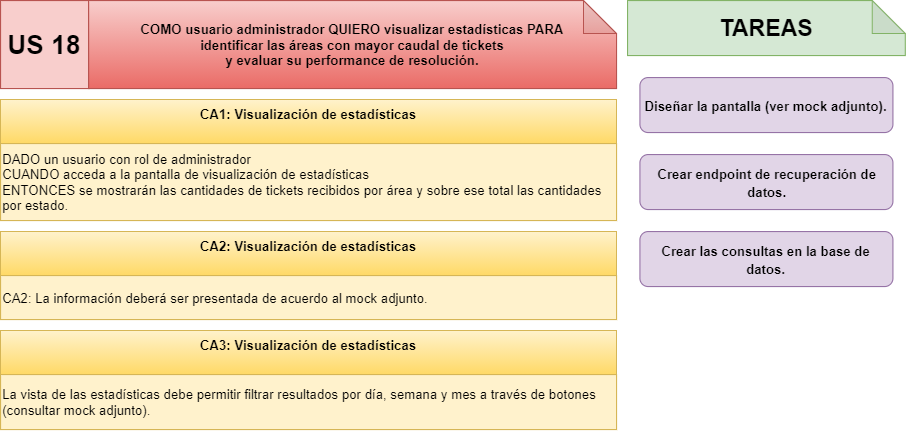 US 18
COMO usuario administrador QUIERO visualizar estadísticas PARA
identificar las áreas con mayor caudal de tickets
y evaluar su performance de resolución.
CA1: Visualización de estadísticas
DADO un usuario con rol de administrador
CUANDO acceda a la pantalla de visualización de estadísticas
ENTONCES se mostrarán las cantidades de tickets recibidos por área y sobre ese total las cantidades
por estado.
CA2: Visualización de estadísticas
CA2: La información deberá ser presentada de acuerdo al mock adjunto.
CA3: Visualización de estadísticas
La vista de las estadísticas debe permitir filtrar resultados por día, semana y mes a través de botones
(consultar mock adjunto).
TAREAS
Diseñar la pantalla (ver mock adjunto).
Crear endpoint de recuperación de
datos.
Crear las consultas en la base de
datos.